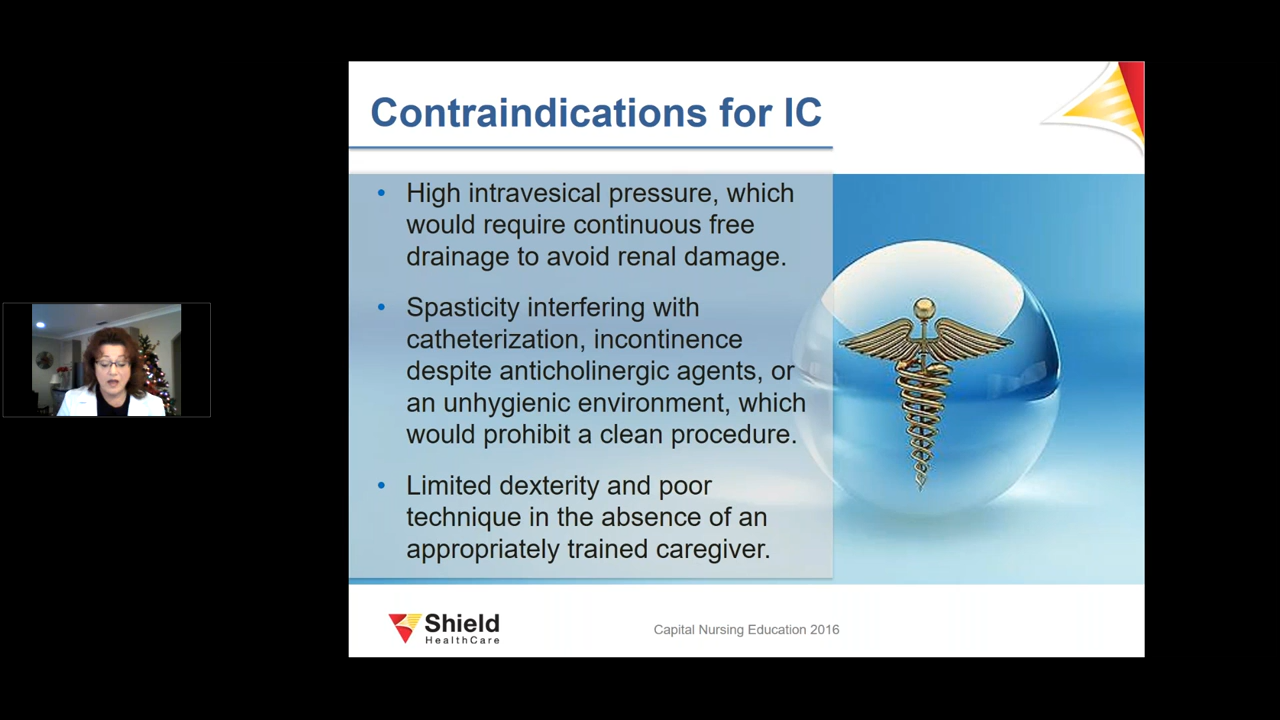 Contraindications for IC
• High intravesical pressure, which
would require continuous free
drainage to avoid renal damage.
• Spasticity interfering with
catheterization, incontinence
despite anticholinergic agents, or
an unhygienic environment, which
would prohibit a clean procedure.
• Limited dexterity and poor
technique in the absence of an
appropriately trained caregiver.
Shield
HealthCare
Capital Nursing Education 2016